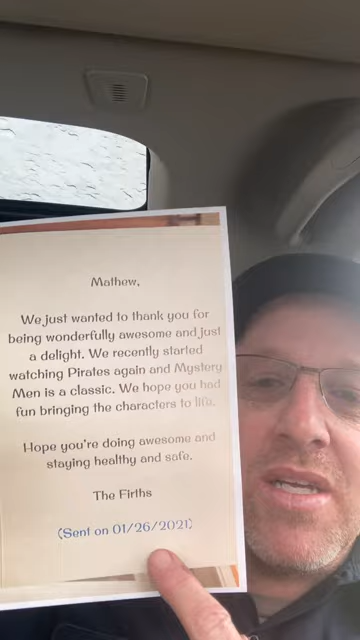 Mathew,
We just wanted to thank you for
being wonderfully awesome and just
a delight. We recently started
watching Pirates again and Mystery
Men is a classic. We hope you had
fun bringing the characters to life.
Hope you're doing awesome and
staying healthy and safe.
The Firths
(Sent on 01/26/2021)